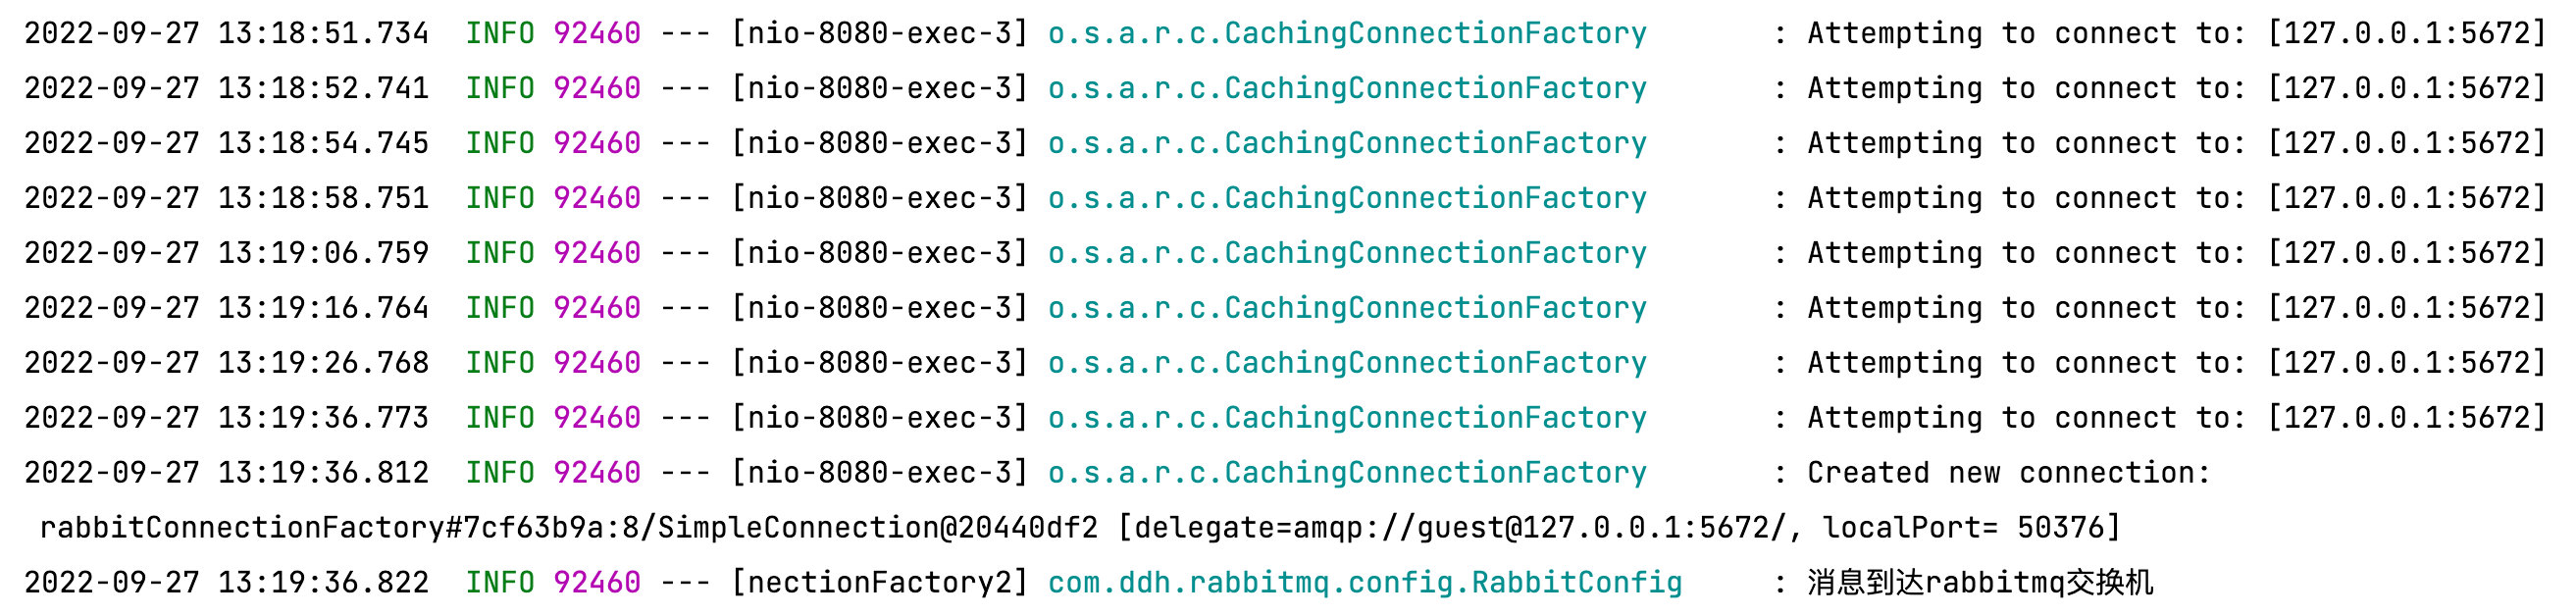 2022-09-27 13:18:51.734  INFO 92460 --- [nio-8080-exec-3] o.s.a.r.c.CachingConnectionFactory       : Attempting to connect to: [127.0.0.1:5672]
2022-09-27 13:18:52.741  INFO 92460 --- [nio-8080-exec-3] o.s.a.r.c.CachingConnectionFactory       : Attempting to connect to: [127.0.0.1:5672]
2022-09-27 13:18:54.745  INFO 92460 --- [nio-8080-exec-3] o.s.a.r.c.CachingConnectionFactory       : Attempting to connect to: [127.0.0.1:5672]
2022-09-27 13:18:58.751  INFO 92460 --- [nio-8080-exec-3] o.s.a.r.c.CachingConnectionFactory       : Attempting to connect to: [127.0.0.1:5672]
2022-09-27 13:19:06.759  INFO 92460 --- [nio-8080-exec-3] o.s.a.r.c.CachingConnectionFactory       : Attempting to connect to: [127.0.0.1:5672]
2022-09-27 13:19:16.764  INFO 92460 --- [nio-8080-exec-3] o.s.a.r.c.CachingConnectionFactory       : Attempting to connect to: [127.0.0.1:5672]
2022-09-27 13:19:26.768  INFO 92460 --- [nio-8080-exec-3] o.s.a.r.c.CachingConnectionFactory       : Attempting to connect to: [127.0.0.1:5672]
2022-09-27 13:19:36.773  INFO 92460 --- [nio-8080-exec-3] o.s.a.r.c.CachingConnectionFactory       : Attempting to connect to: [127.0.0.1:5672]
2022-09-27 13:19:36.812  INFO 92460 --- [nio-8080-exec-3] o.s.a.r.c.CachingConnectionFactory       : Created new connection:
rabbitConnectionFactory#7cf63b9a:8/SimpleConnection@20440df2 [delegate=amqp://guest@127.0.0.1:5672/, localPort= 50376]
2022-09-27 13:19:36.822  INFO 92460 --- [nectionFactory2] com.ddh.rabbitmq.config.RabbitConfig     : 消息到达rabbitmq交换机